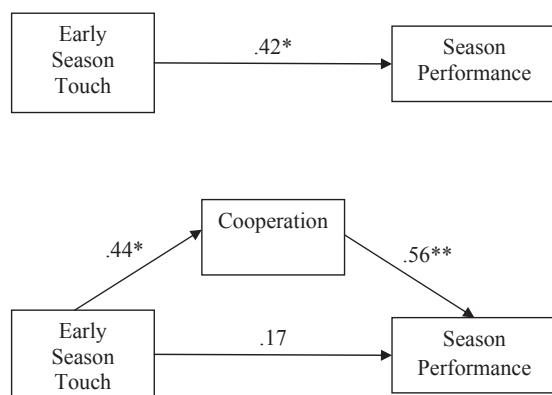 Early
Season
Touch
.42*
Season
Performance
Cooperation
.44*
.56**
Early
Season
Touch
.17
Season
Performance